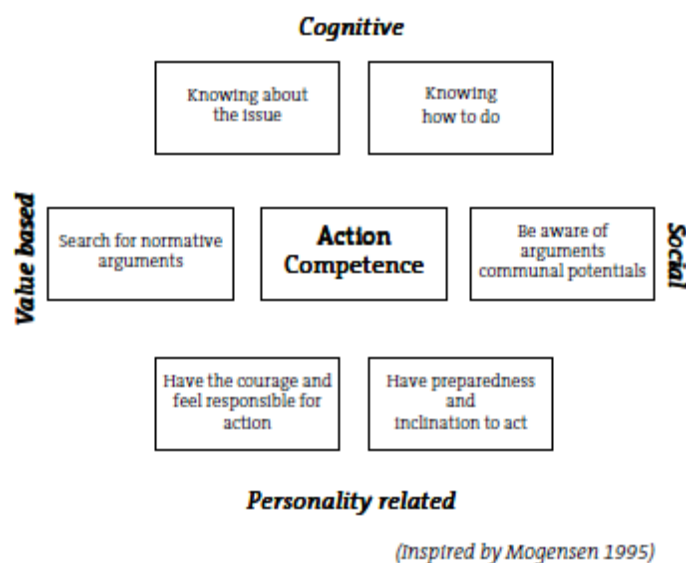 Cognitive
Knowing about
the issue
Knowing
how to do
Value based
Search for normative
arguments
Action
Competence
Be aware of
arguments
communal potentials
Social
Have the courage and
feel responsible for
action
Have preparedness
and
inclination to act
Personality related
(Inspired by Mogensen 1995)